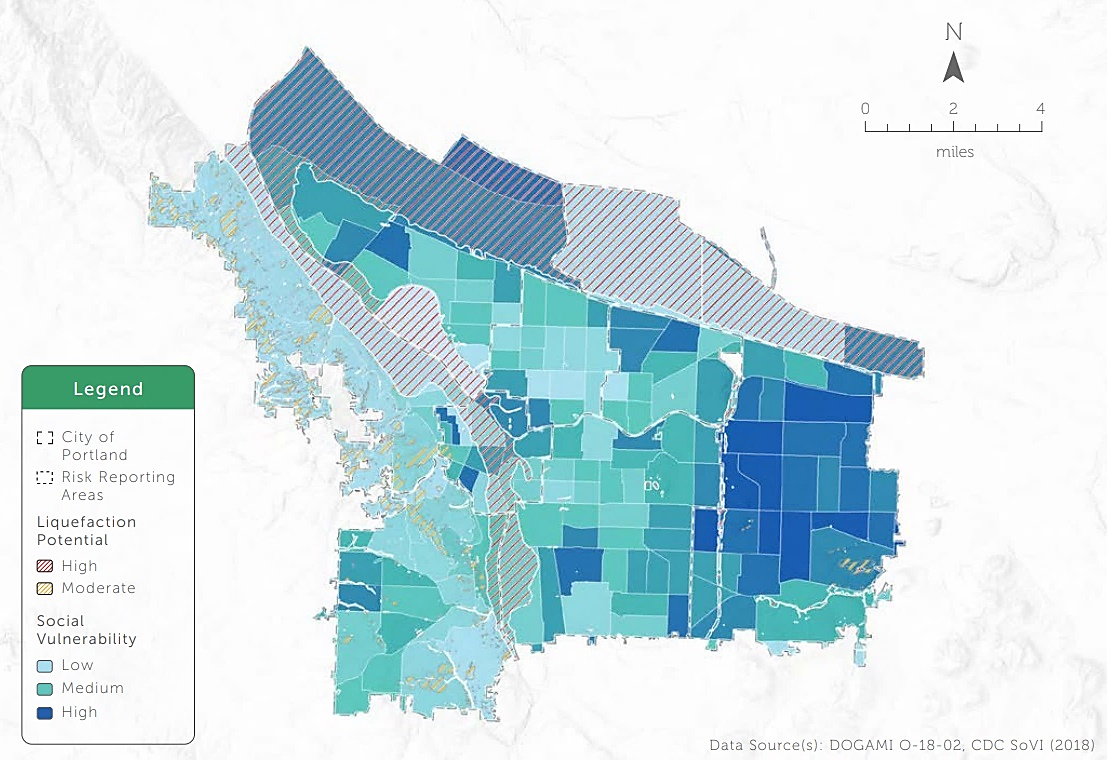 N
0 2 4
miles
Legend
City of
Portland
Risk Reporting
Areas
Liquefaction
Potential
High
Moderate
Social
Vulnerability
Low
Medium
High
Data Source(s): DOGAMI O-18-02, CDC SoVI (2018)